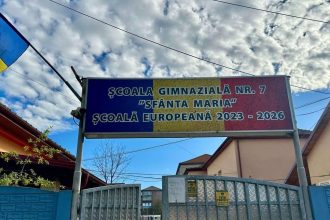 ȘCOALA GIMNAZIALĂ NR. 7
"SFÂNTA MARIA"
ȘCOALĂ EUROPEANĂ 2023 - 2026